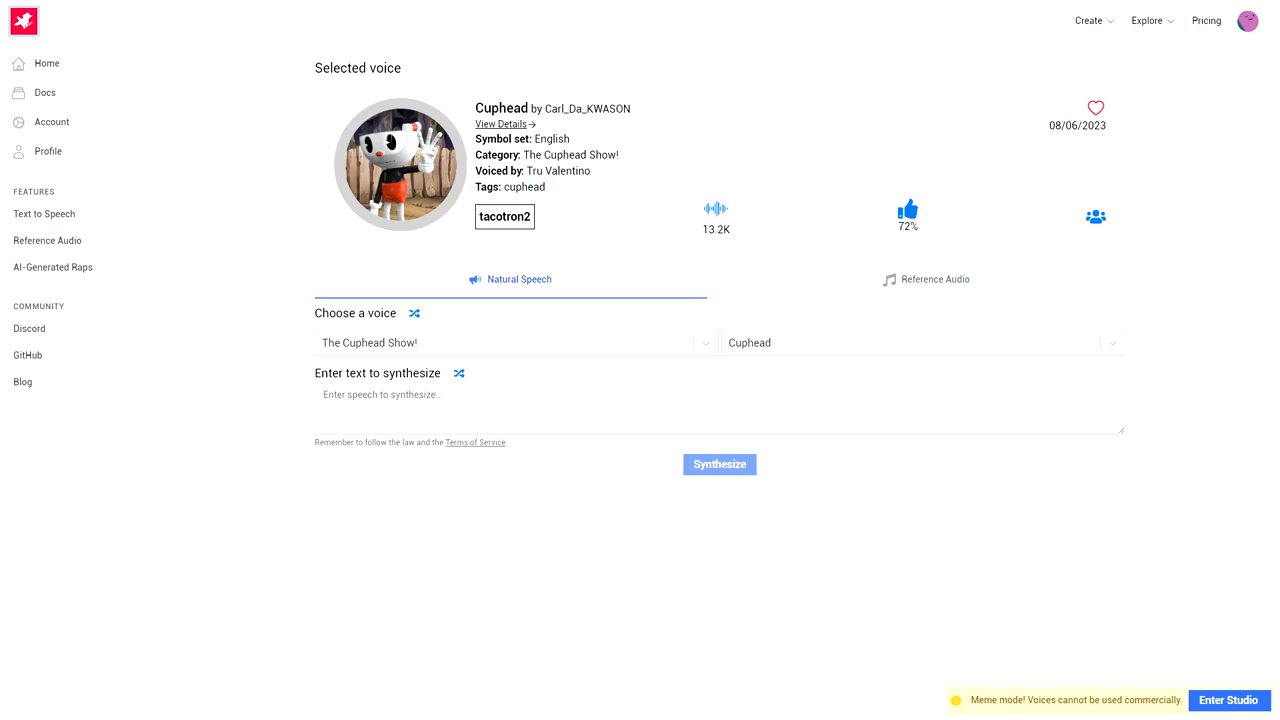 Create
Explore
Pricing
Home
Docs
Account
Profile
FEATURES
Text to Speech
Reference Audio
AI-Generated Raps
COMMUNITY
Discord
GitHub
Blog
Selected voice
Cuphead by Carl_Da_KWASON
View Details→
Symbol set: English
Category: The Cuphead Show!
Voiced by: Tru Valentino
Tags: cuphead
tacotron2
08/06/2023
13.2K
72%
Natural Speech
Reference Audio
Choose a voice
The Cuphead Show!
Cuphead
Enter text to synthesize
Enter speech to synthesize...
Remember to follow the law and the Terms of Service
Synthesize
Meme mode! Voices cannot be used commercially.
Enter Studio